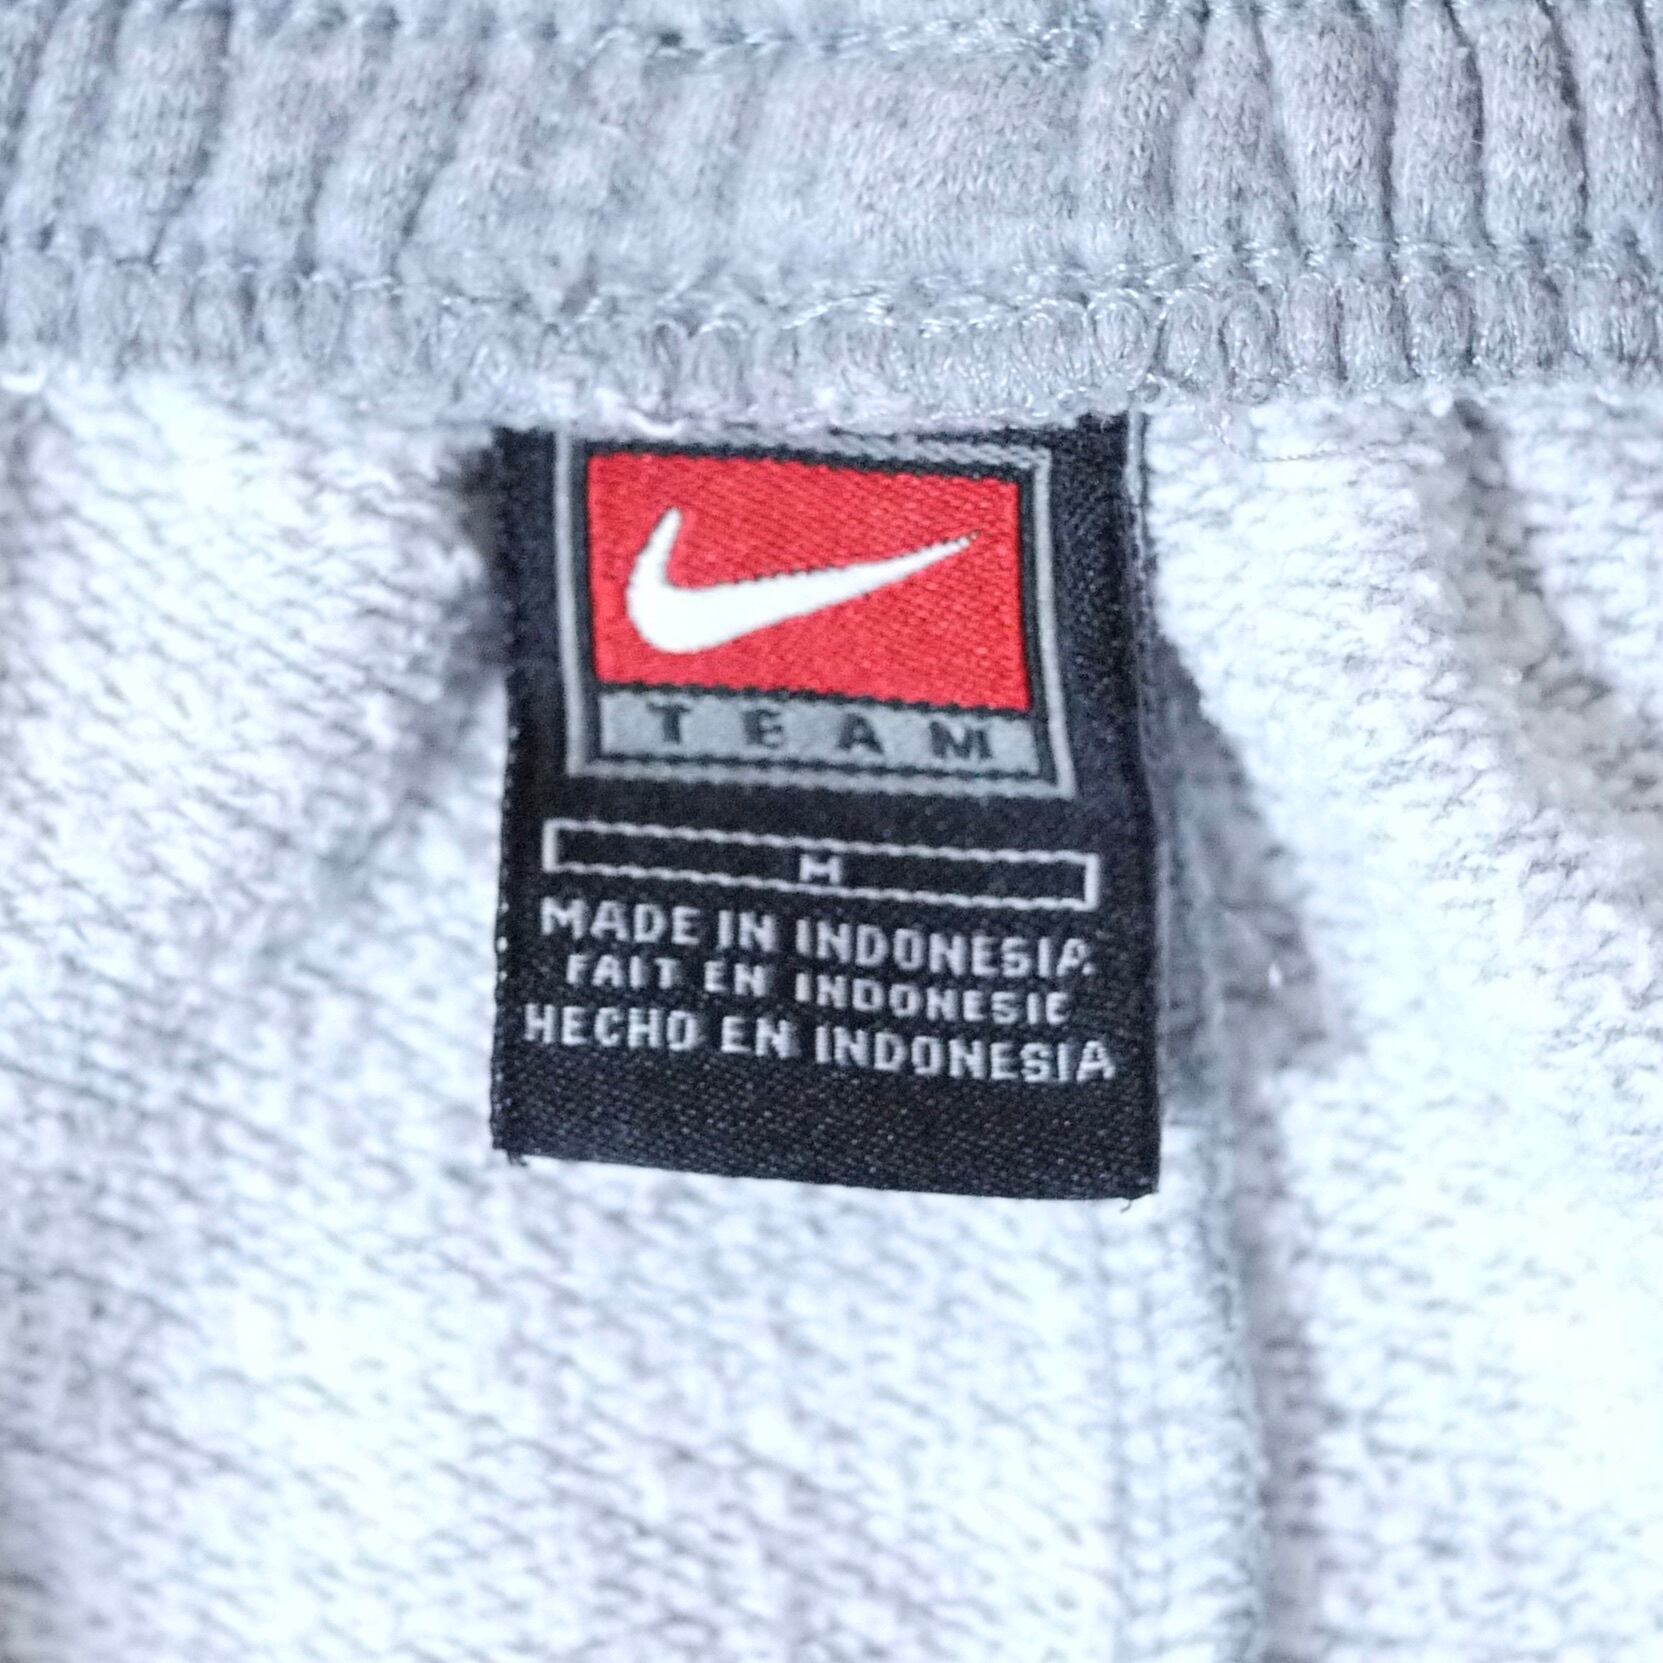 TEAM
M
MADE IN INDONESIA
FAIT EN INDONESIE
HECHO EN INDONESIA